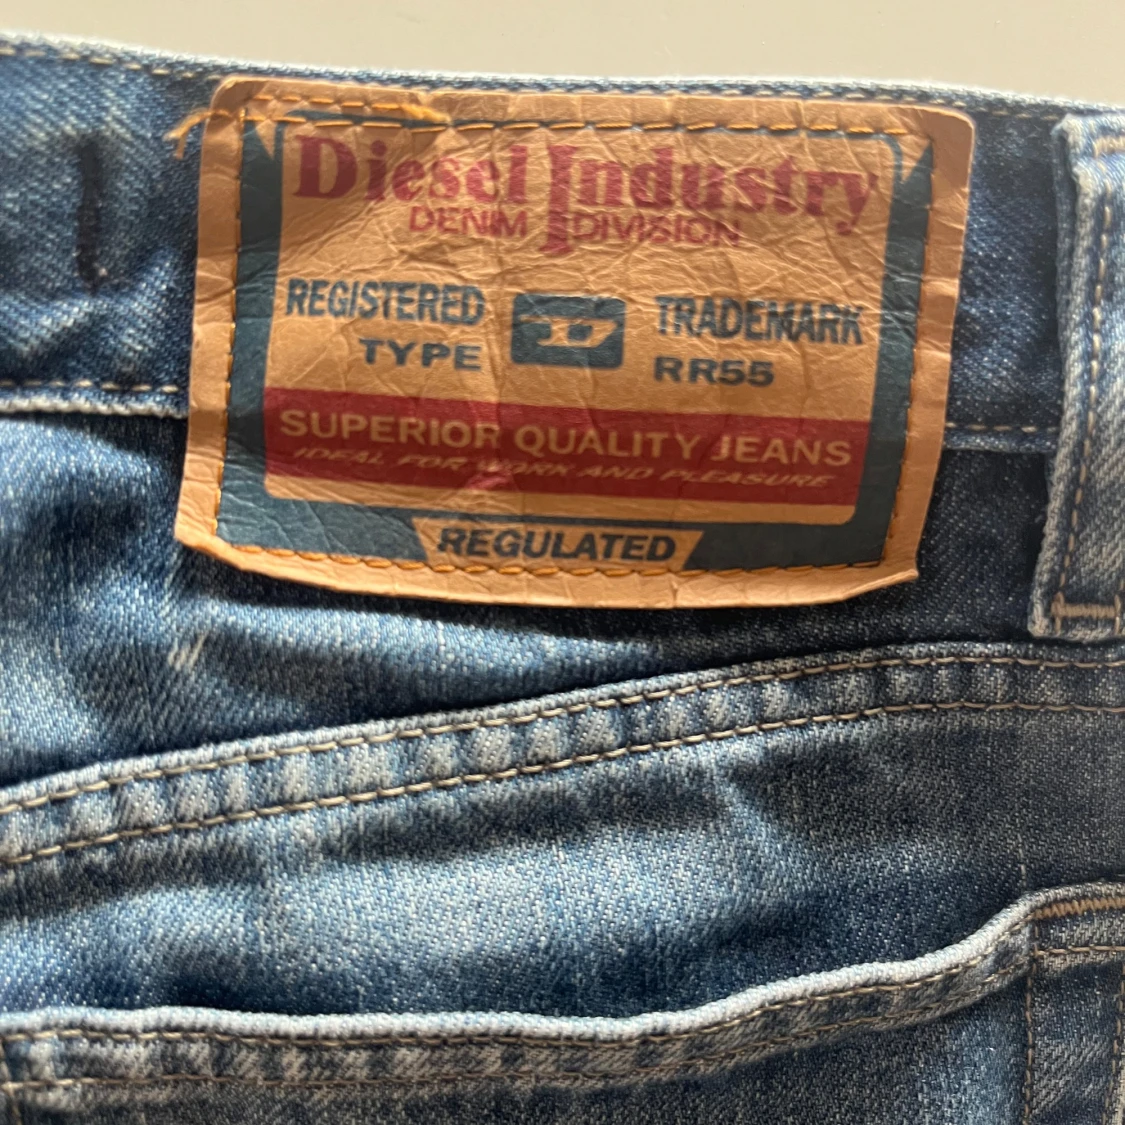 Diesel Industry
DENIM DIVISION
REGISTERED D TRADEMARK
TYPE RR55
SUPERIOR QUALITY JEANS
IDEAL FOR WORK AND PLEASURE
REGULATED